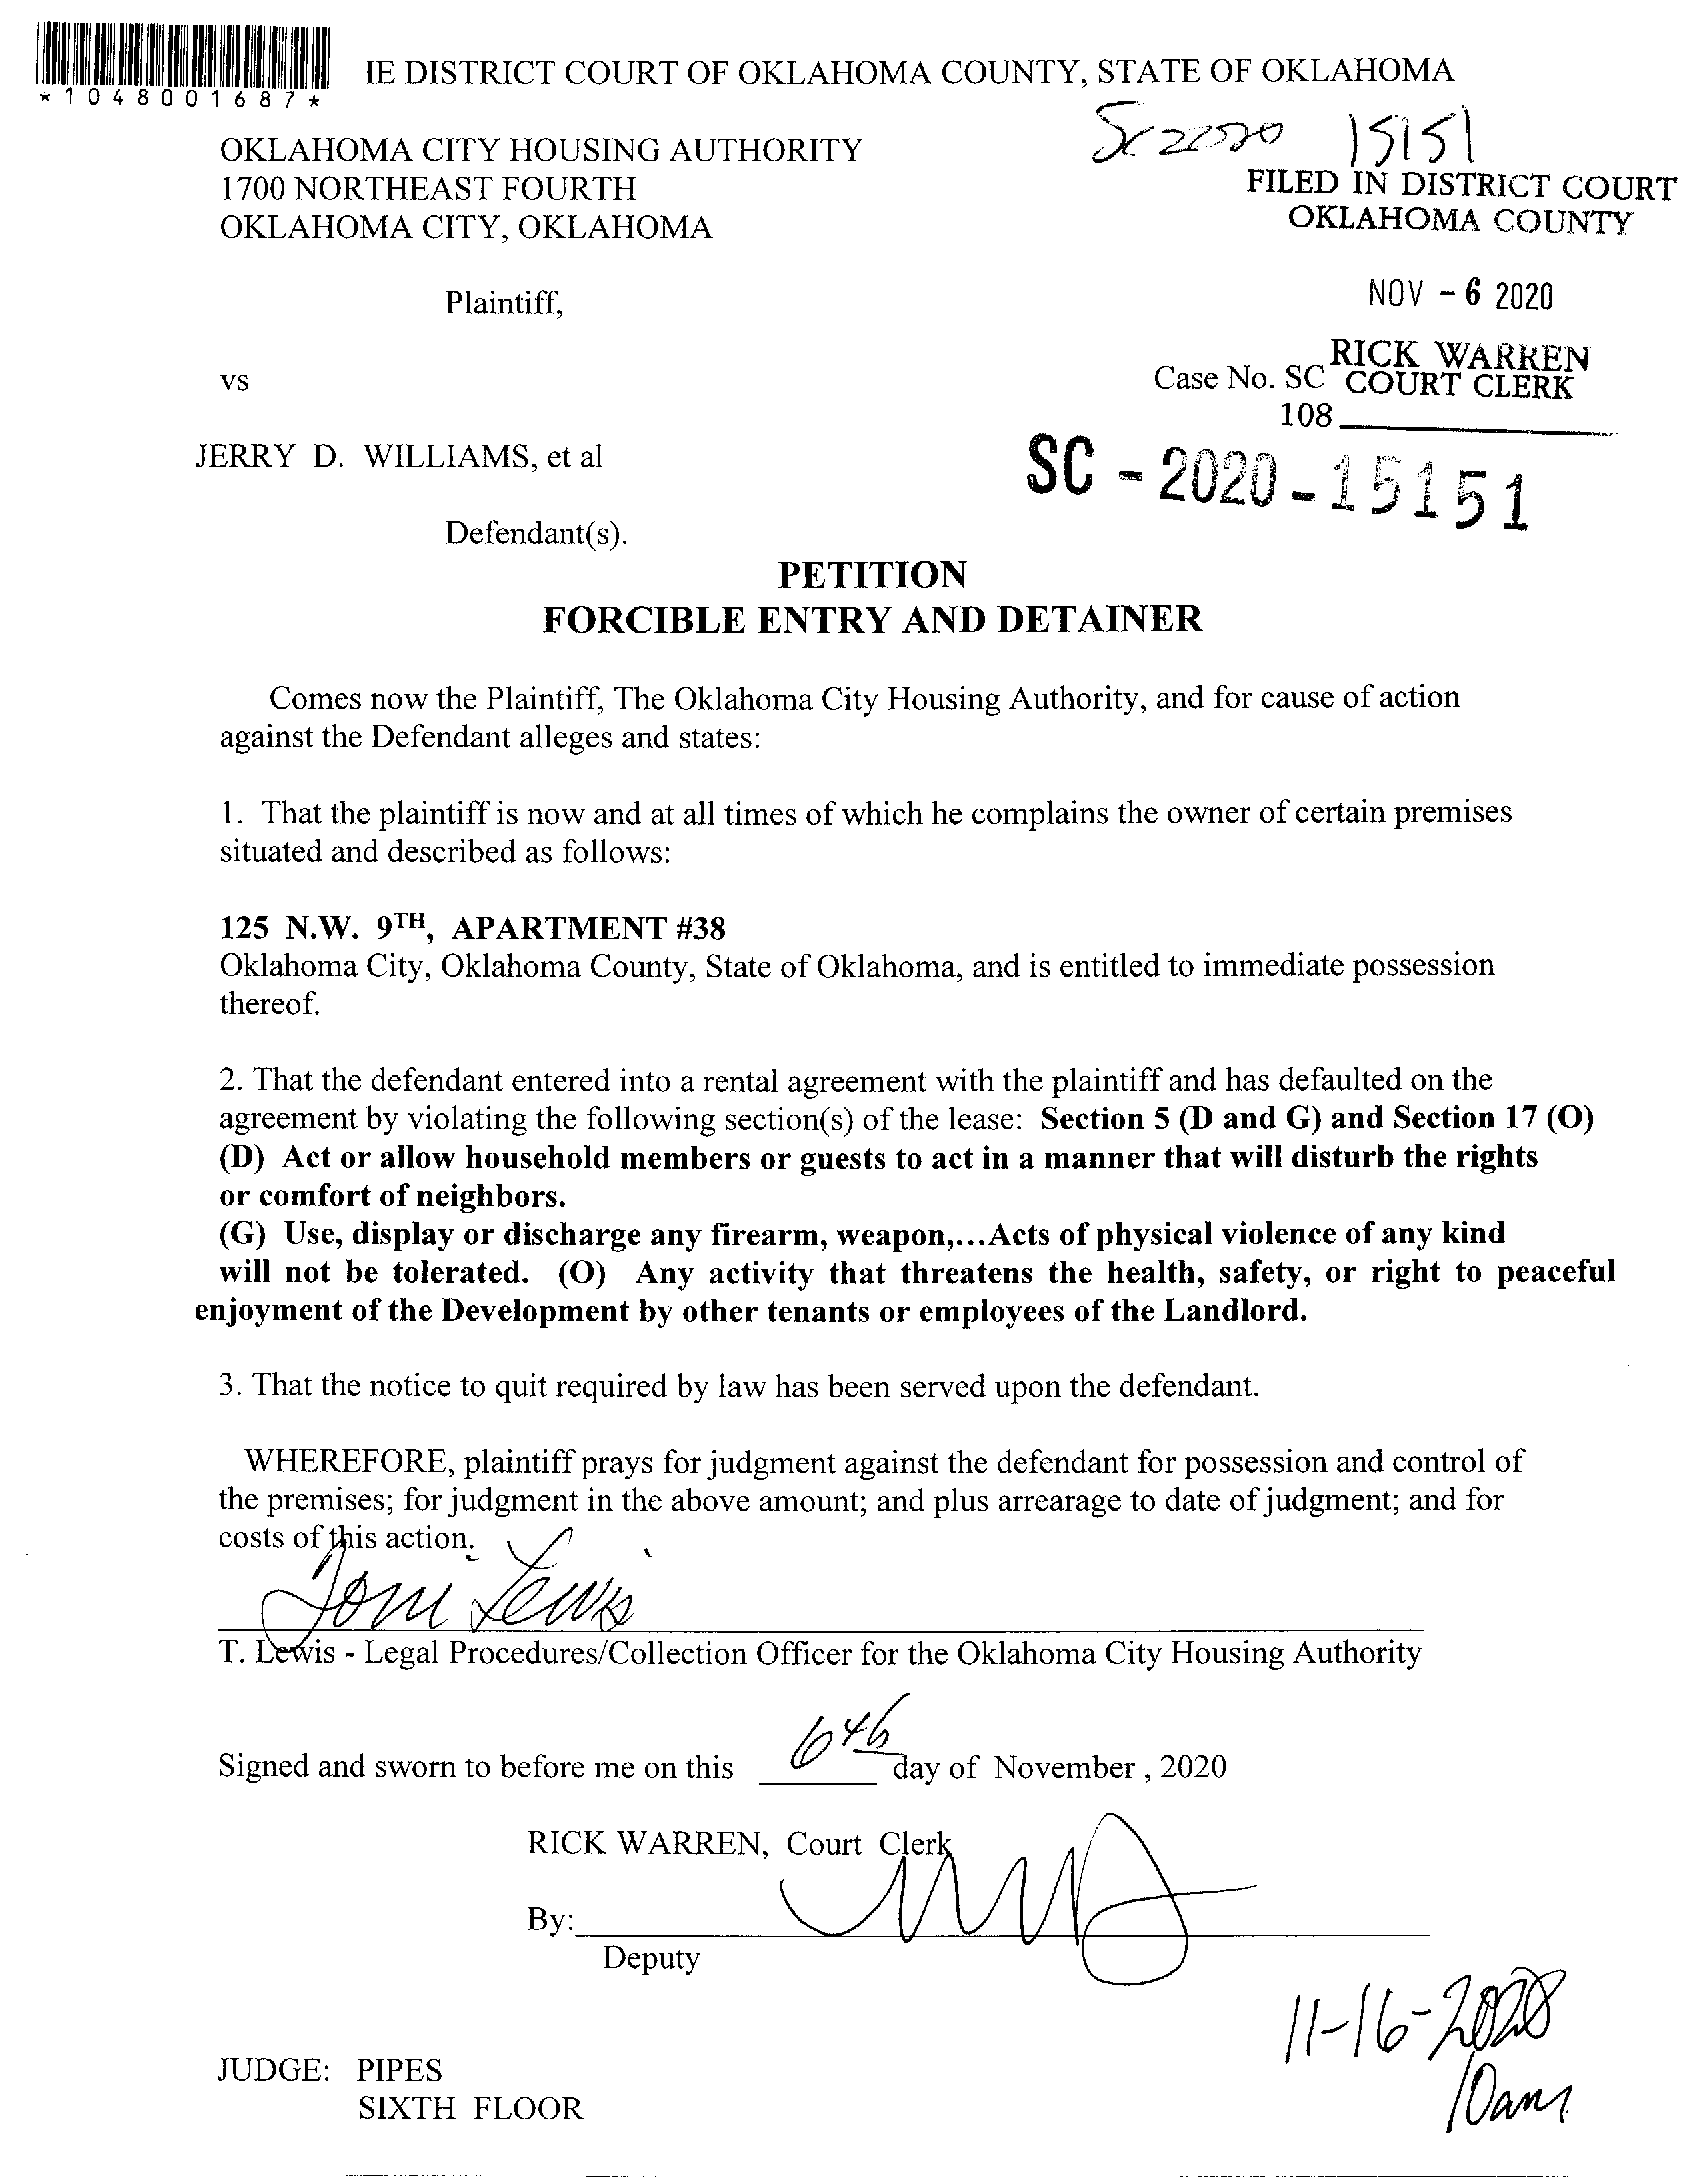 *1048001687*
IE DISTRICT COURT OF OKLAHOMA COUNTY, STATE OF OKLAHOMA
SC 2020 15151
OKLAHOMA CITY HOUSING AUTHORITY
1700 NORTHEAST FOURTH
OKLAHOMA CITY, OKLAHOMA
FILED IN DISTRICT COURT
OKLAHOMA COUNTY
Plaintiff,
NOV - 6 2020
vs
RICK WARREN
Case No. SC COURT CLERK
108
JERRY D. WILLIAMS, et al
SC - 2020 - 15151
Defendant(s).
PETITION
FORCIBLE ENTRY AND DETAINER
Comes now the Plaintiff, The Oklahoma City Housing Authority, and for cause of action
against the Defendant alleges and states:
1. That the plaintiff is now and at all times of which he complains the owner of certain premises
situated and described as follows:
125 N.W. 9TH, APARTMENT #38
Oklahoma City, Oklahoma County, State of Oklahoma, and is entitled to immediate possession
thereof.
2. That the defendant entered into a rental agreement with the plaintiff and has defaulted on the
agreement by violating the following section(s) of the lease: Section 5 (D and G) and Section 17 (O)
(D) Act or allow household members or guests to act in a manner that will disturb the rights
or comfort of neighbors.
(G) Use, display or discharge any firearm, weapon,...Acts of physical violence of any kind
will not be tolerated. (O) Any activity that threatens the health, safety, or right to peaceful
enjoyment of the Development by other tenants or employees of the Landlord.
3. That the notice to quit required by law has been served upon the defendant.
WHEREFORE, plaintiff prays for judgment against the defendant for possession and control of
the premises; for judgment in the above amount; and plus arrearage to date of judgment; and for
costs of this action.
Toni Lewis
T. Lewis - Legal Procedures/Collection Officer for the Oklahoma City Housing Authority
Signed and sworn to before me on this 6th day of November , 2020
RICK WARREN, Court Clerk
By:
Deputy
11-16-2020
10am
JUDGE: PIPES
SIXTH FLOOR